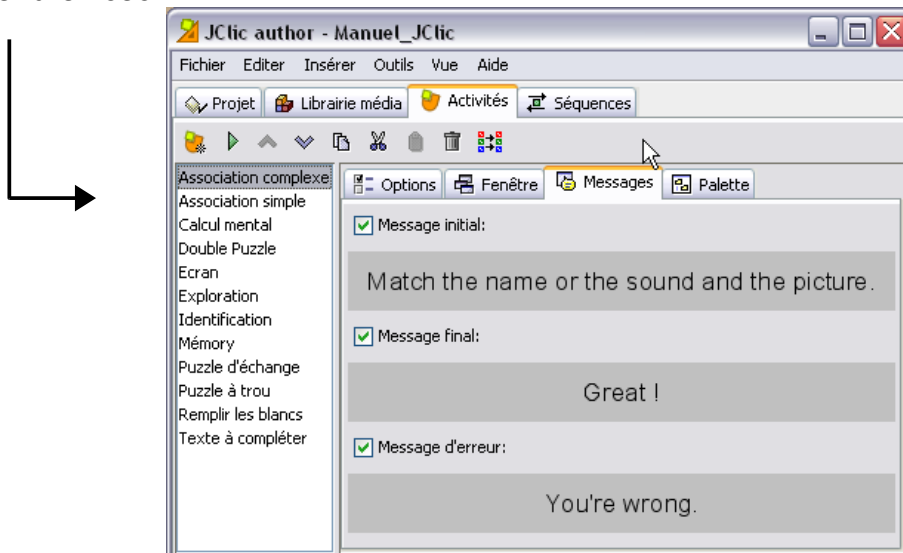 JClic author - Manuel_JClic
Fichier Editer Insérer Outils Vue Aide
Projet Librairie média Activités Séquences
Association complexe
Association simple
Calcul mental
Double Puzzle
Ecran
Exploration
Identification
Mémory
Puzzle d'échange
Puzzle à trou
Remplir les blancs
Texte à compléter
Options Fenêtre Messages Palette
Message initial:
Match the name or the sound and the picture.
Message final:
Great !
Message d'erreur:
You're wrong.